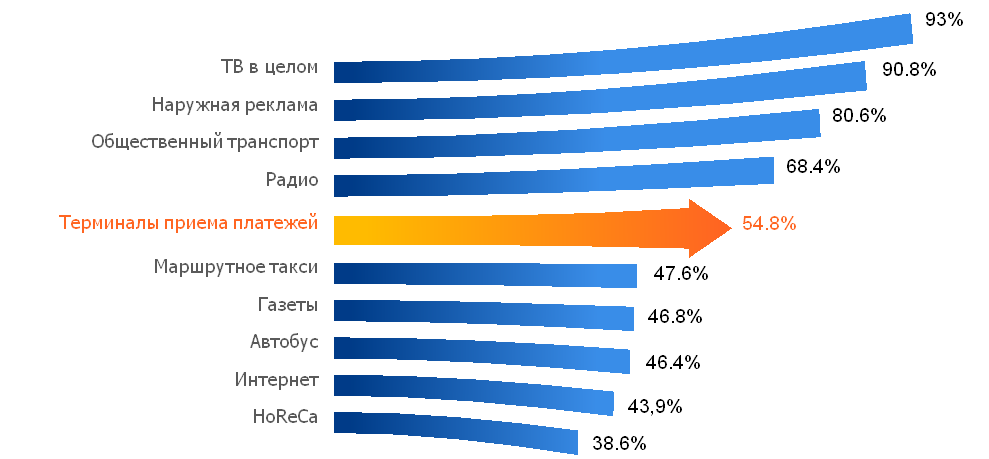 ТВ в целом 93%
Наружная реклама 90.8%
Общественный транспорт 80.6%
Радио 68.4%
Терминалы приема платежей 54.8%
Маршрутное такси 47.6%
Газеты 46.8%
Автобус 46.4%
Интернет 43,9%
HoReCa 38.6%